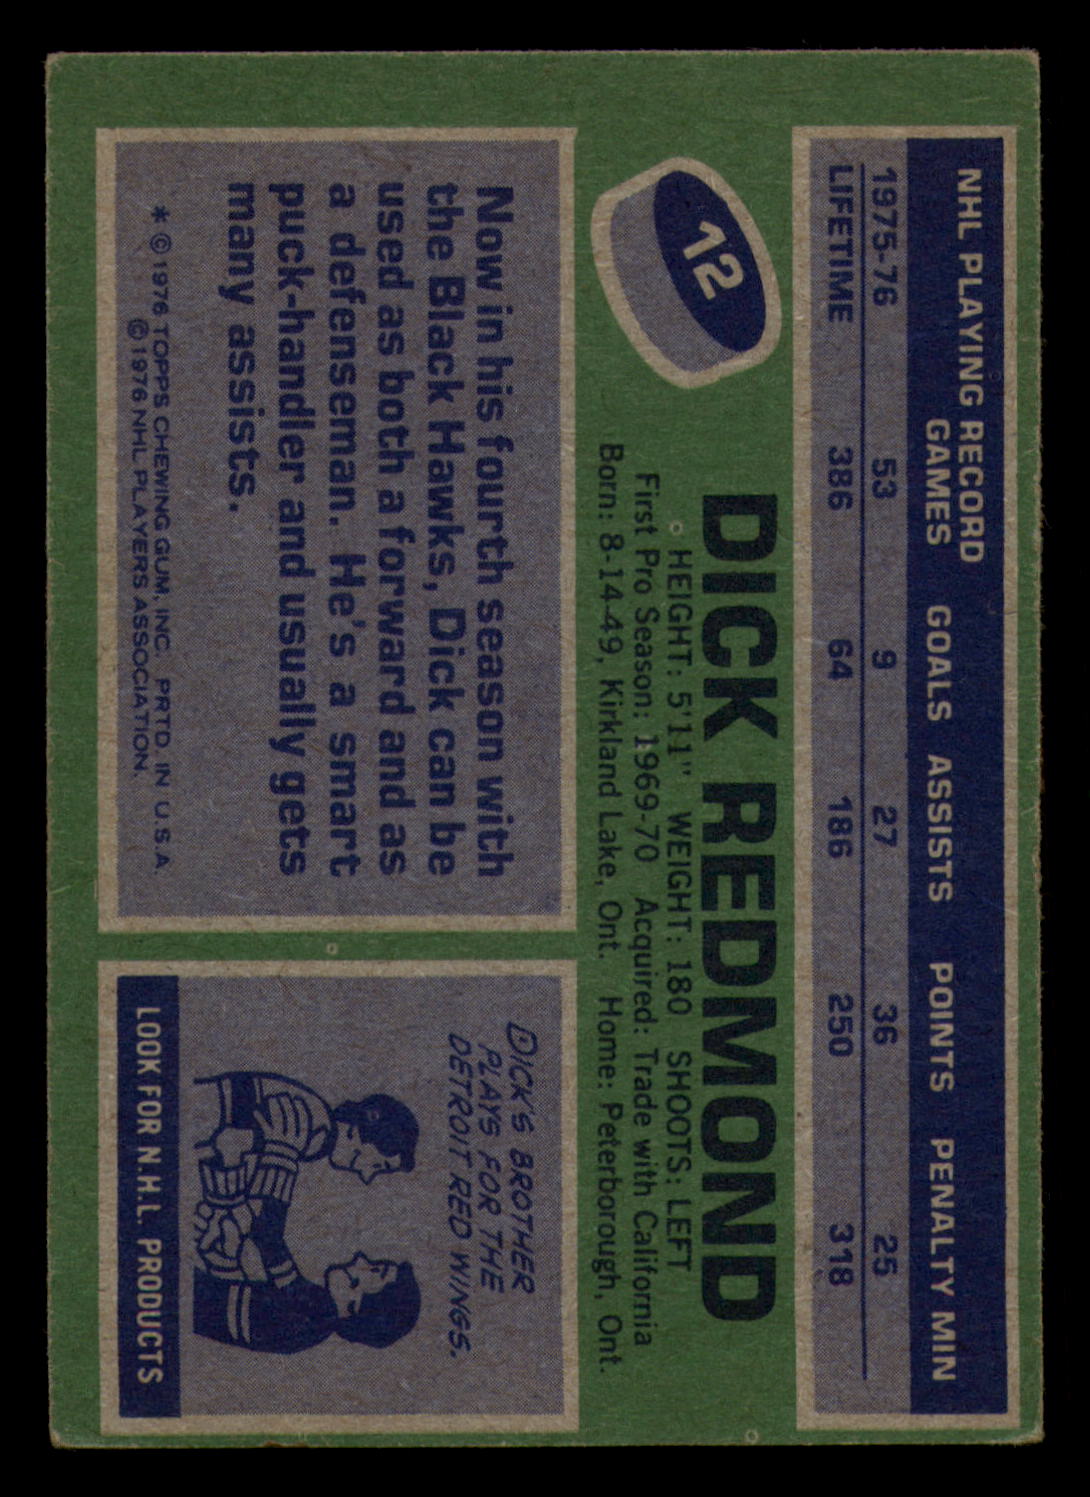 NHL PLAYING RECORD
GAMES GOALS ASSISTS POINTS PENALTY MIN
1975-76 53 9 27 36 25
LIFETIME 386 64 186 250 318
12
DICK REDMOND
HEIGHT: 5'11" WEIGHT: 180 SHOOTS: LEFT
First Pro Season: 1969-70 Acquired: Trade with California
Born: 8-14-49, Kirkland Lake, Ont. Home: Peterborough, Ont.
Now in his fourth season with
the Black Hawks, Dick can be
used as both a forward and as
a defenseman. He's a smart
puck-handler and usually gets
many assists.
* © 1976 TOPPS CHEWING GUM, INC. PRTD. IN U.S.A.
© 1976 NHL PLAYERS ASSOCIATION.
DICK'S BROTHER
PLAYS FOR THE
DETROIT RED WINGS.
LOOK FOR N.H.L. PRODUCTS